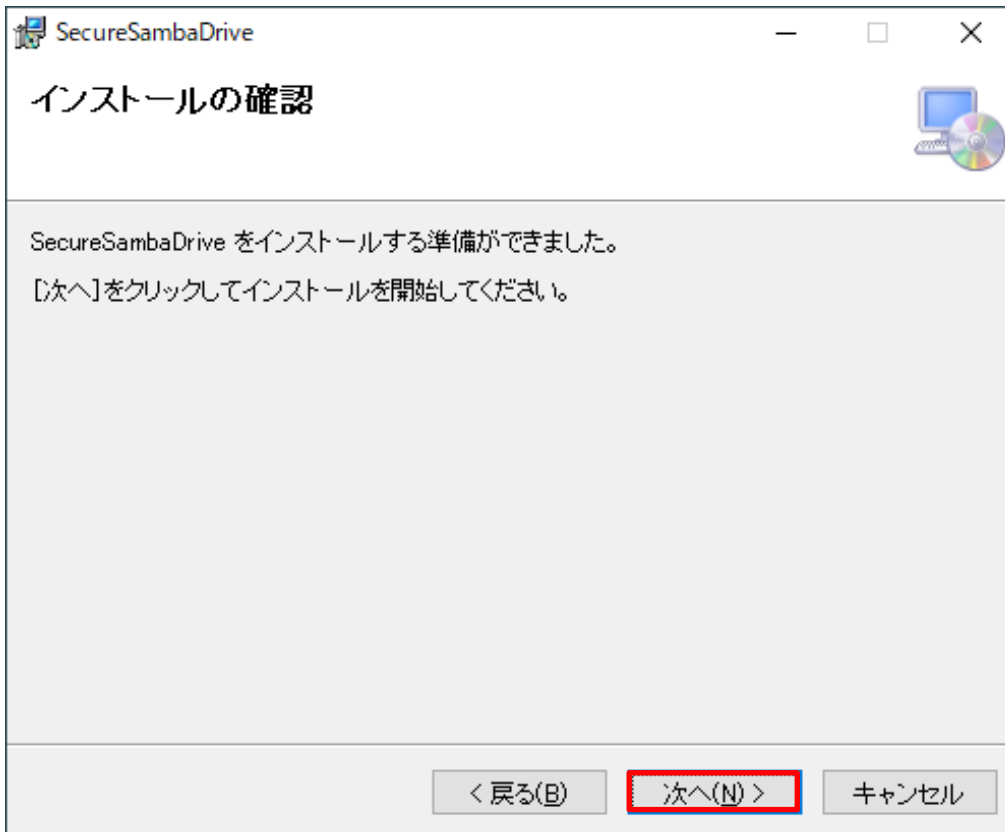 SecureSambaDrive
インストールの確認
SecureSambaDrive をインストールする準備ができました。
[次へ]をクリックしてインストールを開始してください。
< 戻る(B)
次へ(N) >
キャンセル